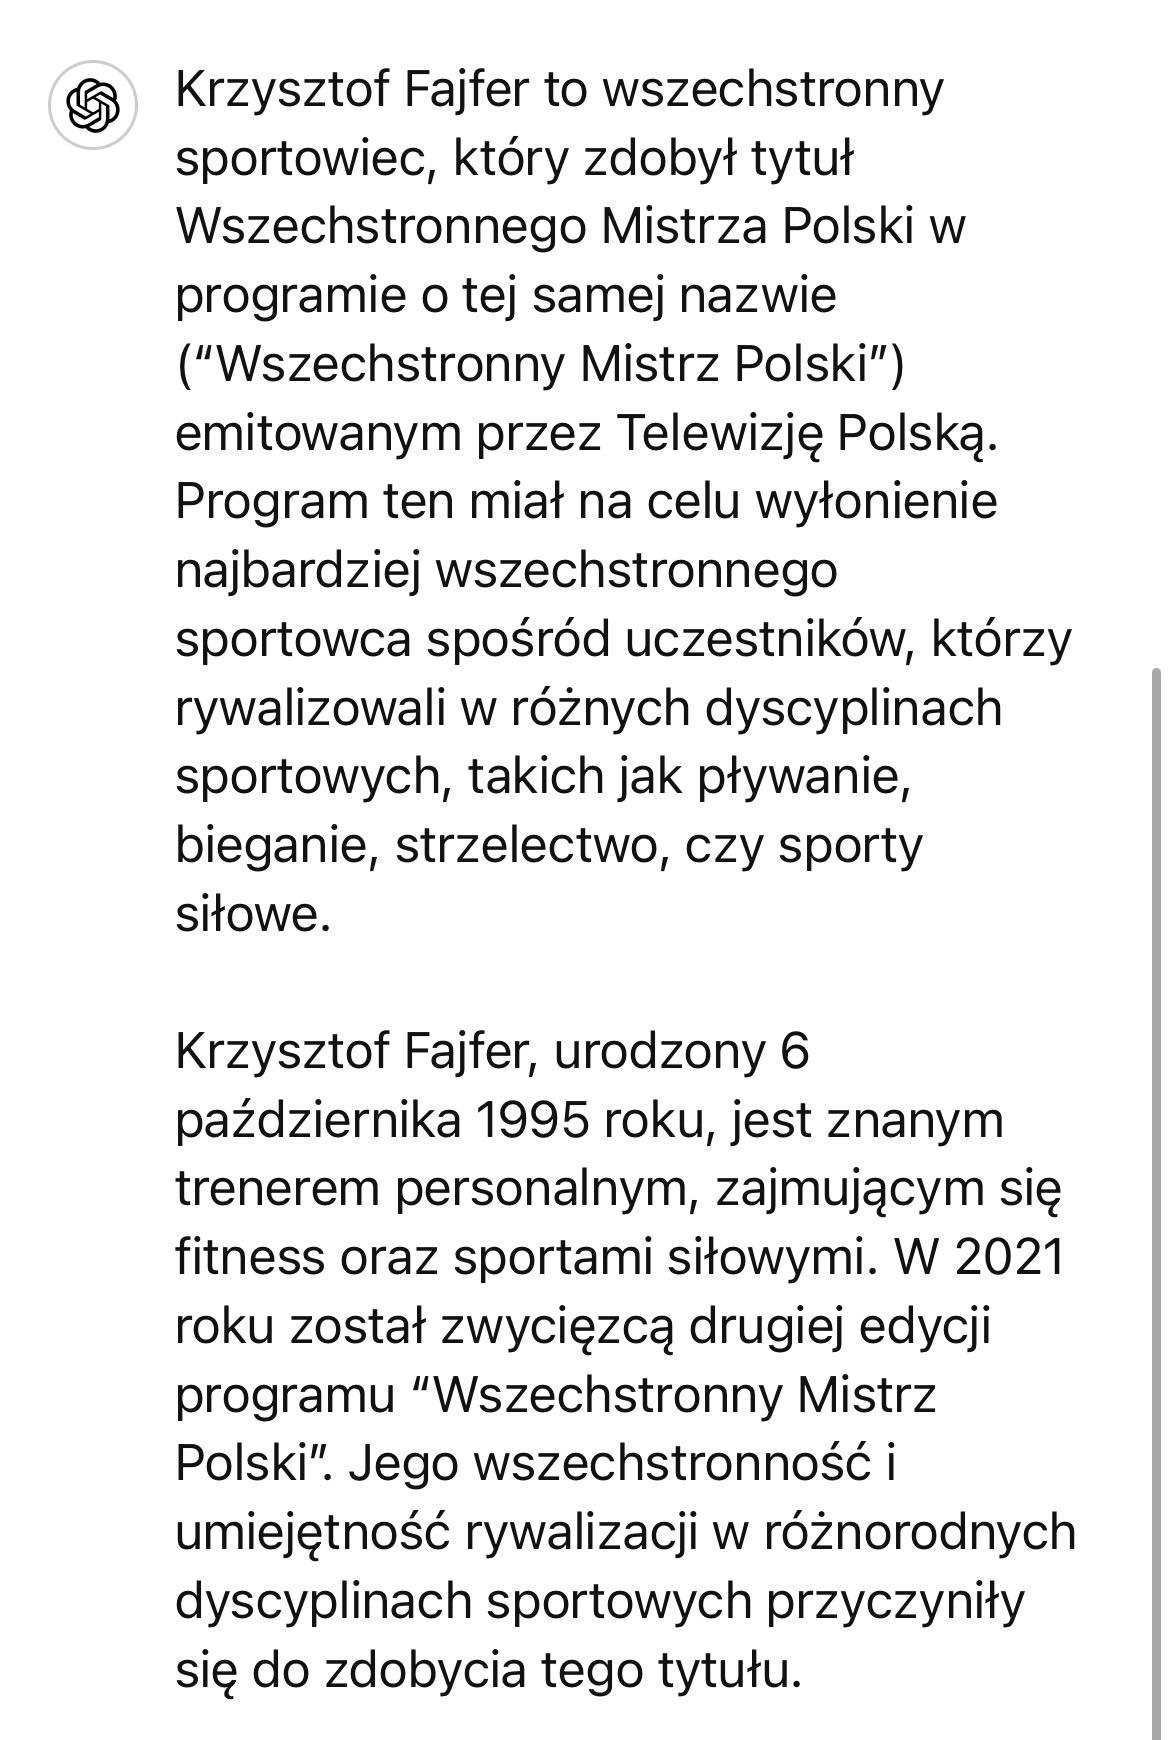 Krzysztof Fajfer to wszechstronny
sportowiec, który zdobył tytuł
Wszechstronnego Mistrza Polski w
programie o tej samej nazwie
(“Wszechstronny Mistrz Polski”)
emitowanym przez Telewizję Polską.
Program ten miał na celu wyłonienie
najbardziej wszechstronnego
sportowca spośród uczestników, którzy
rywalizowali w różnych dyscyplinach
sportowych, takich jak pływanie,
bieganie, strzelectwo, czy sporty
siłowe.
Krzysztof Fajfer, urodzony 6
października 1995 roku, jest znanym
trenerem personalnym, zajmującym się
fitness oraz sportami siłowymi. W 2021
roku został zwycięzcą drugiej edycji
programu “Wszechstronny Mistrz
Polski”. Jego wszechstronność i
umiejętność rywalizacji w różnorodnych
dyscyplinach sportowych przyczyniły
się do zdobycia tego tytułu.